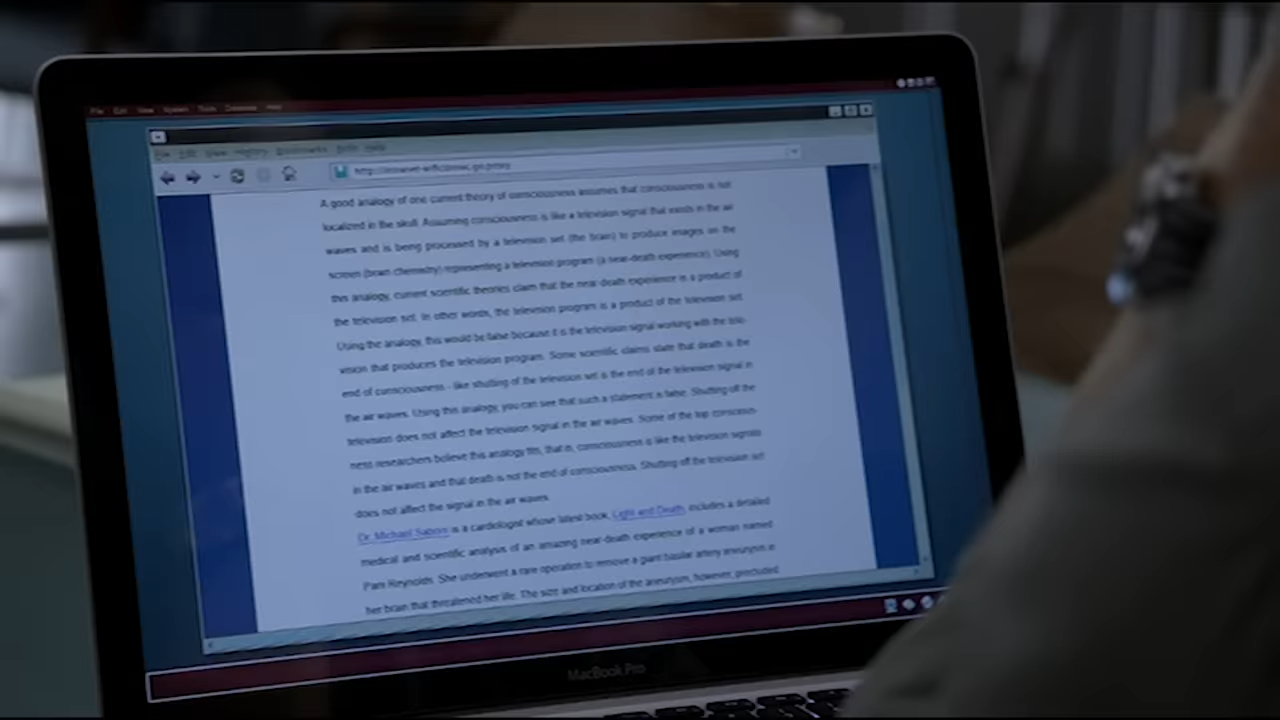 File Edit View History Bookmarks Tools Help
A good analogy of one current theory of consciousness assumes that consciousness is not
localized in the skull. Assuming consciousness is like a television signal that exists in the air
waves and is being processed by a television set (the brain) to produce images on the
screen (brain chemistry) representing a television program (a near-death experience). Using
this analogy, current scientific theories claim that the near-death experience is a product of
the television set. In other words, the television program is a product of the television set.
Using the analogy, this would be false because it is the television signal working with the tele-
vision that produces the television program. Some scientific claims state that death is the
end of consciousness - like shutting of the television set is the end of the television signal in
the air waves. Using this analogy, you can see that such a statement is false. Shutting off the
television does not affect the television signal in the air waves. Some of the top conscious-
ness researchers believe this analogy fits, that is, consciousness is like the television signals
in the air waves and that death is not the end of consciousness. Shutting off the television set
does not affect the signal in the air waves.
Dr. Michael Sabom is a cardiologist whose latest book, Light and Death, includes a detailed
medical and scientific analysis of an amazing near-death experience of a woman named
Pam Reynolds. She underwent a rare operation to remove a giant basilar artery aneurysm in
her brain that threatened her life. The size and location of the aneurysm, however, precluded
MacBook Pro